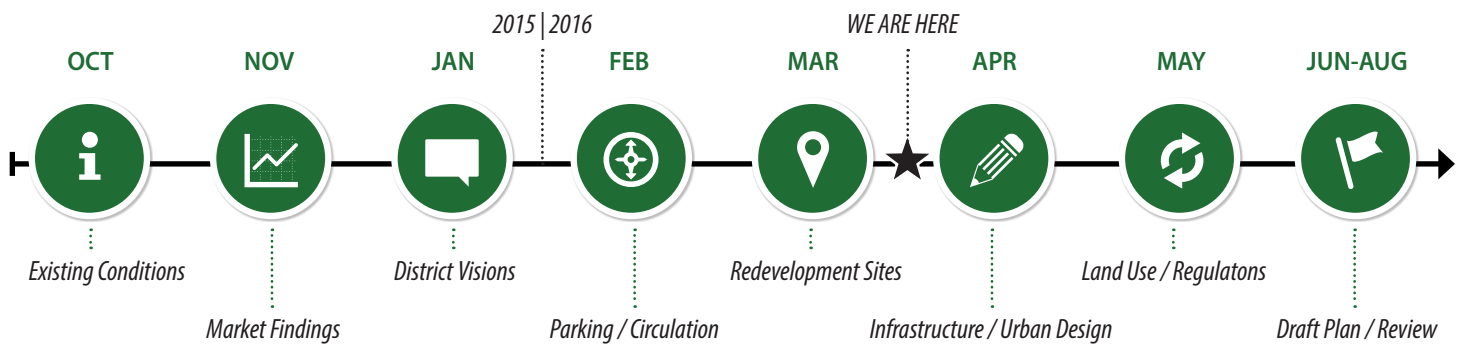 2015 | 2016
WE ARE HERE
OCT
NOV
JAN
FEB
MAR
APR
MAY
JUN-AUG
Existing Conditions
District Visions
Redevelopment Sites
Land Use / Regulatons
Market Findings
Parking / Circulation
Infrastructure / Urban Design
Draft Plan / Review